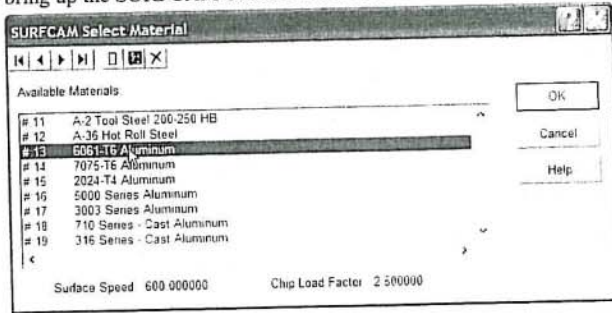 bring up the
SURFCAM Select Material
Available Materials:
# 11 A-2 Tool Steel 200-250 HB
# 12 A-36 Hot Roll Steel
# 13 6061-T6 Aluminum
# 14 7075-T6 Aluminum
# 15 2024-T4 Aluminum
# 16 5000 Series Aluminum
# 17 3003 Series Aluminum
# 18 710 Series - Cast Aluminum
# 19 316 Series - Cast Aluminum
OK
Cancel
Help
Surface Speed 600.000000 Chip Load Factor 2.500000